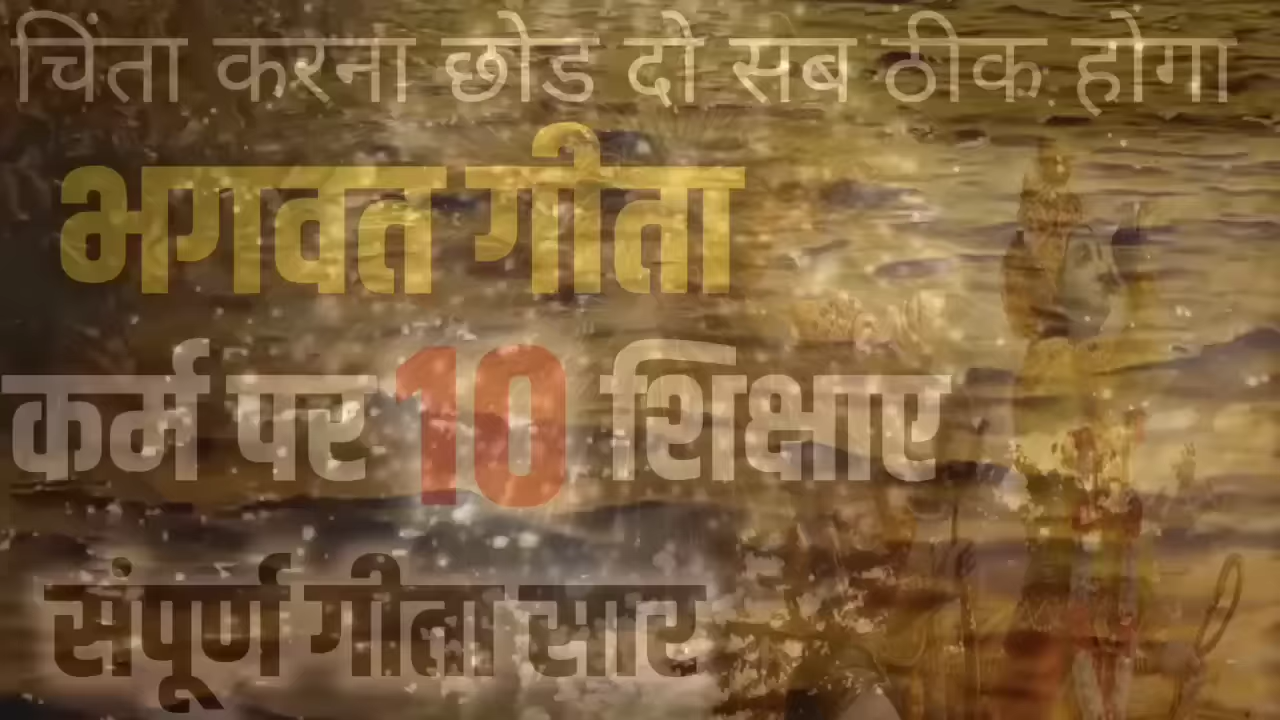 चिंता करना छोड दो सब ठीक होगा
भगवत गीता
कर्म पर 10 शिक्षाए
संपूर्ण गीता सार